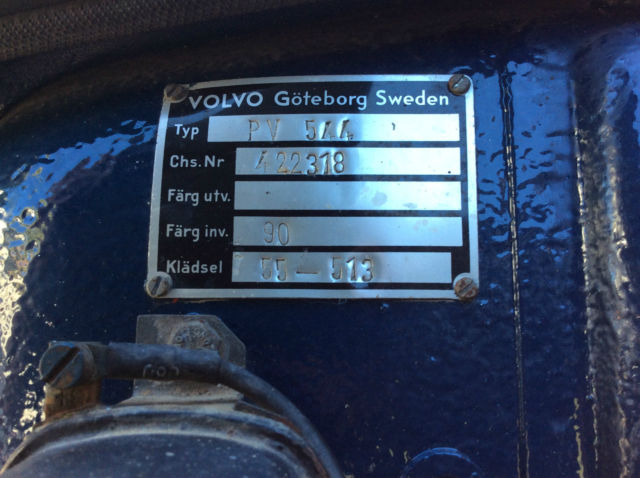 VOLVO Göteborg Sweden
Typ PV 544
Chs.Nr 422318
Färg utv.
Färg inv. 90
Klädsel 55-513